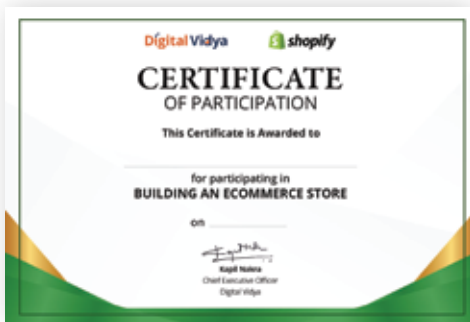 Digital Vidya shopify
CERTIFICATE
OF PARTICIPATION
This Certificate is Awarded to
for participating in
BUILDING AN ECOMMERCE STORE
on
Kapil Nakra
Chief Executive Officer
Digital Vidya